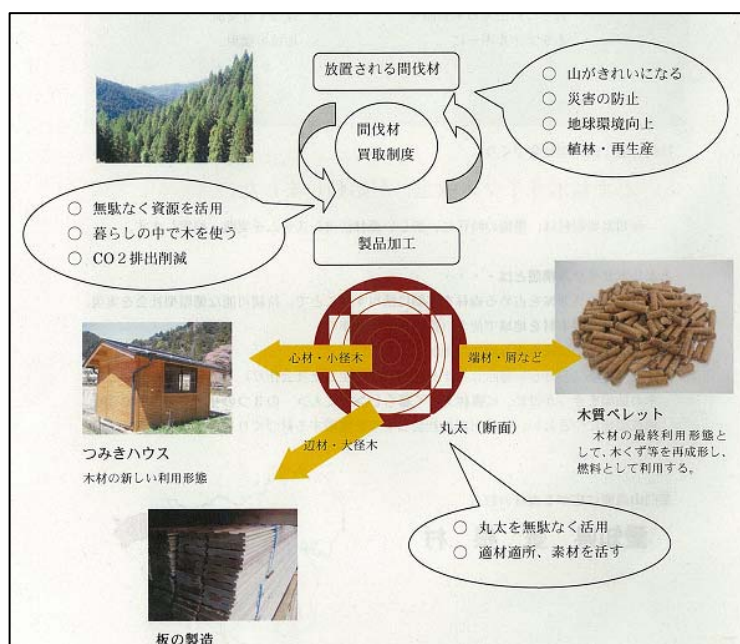 放置される間伐材
間伐材
買取制度
製品加工
○ 山がきれいになる
○ 災害の防止
○ 地球環境向上
○ 植林・再生産
○ 無駄なく資源を活用
○ 暮らしの中で木を使う
○ CO2排出削減
心材・小径木
端材・屑など
辺材・大径木
丸太(断面)
つみきハウス
木材の新しい利用形態
木質ペレット
木材の最終利用形態と
して、木くず等を再成形し、
燃料として利用する。
○ 丸太を無駄なく活用
○ 適材適所、素材を活す
板の製造